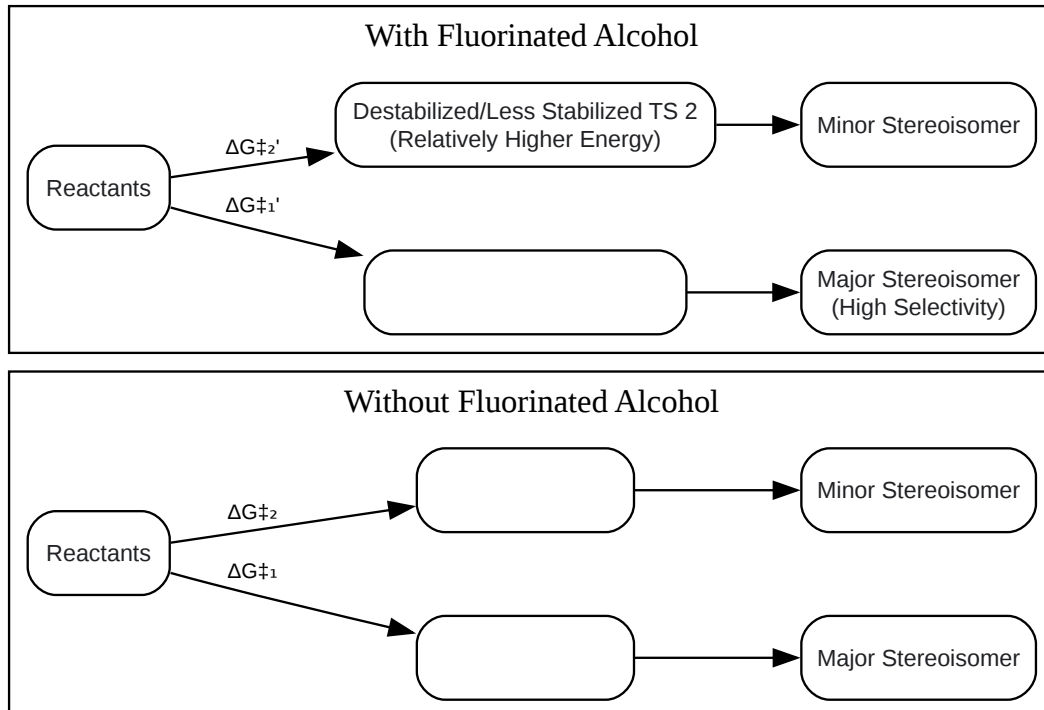 With Fluorinated Alcohol
Destabilized/Less Stabilized TS 2
(Relatively Higher Energy)
Minor Stereoisomer
ΔG‡₂'
Reactants
ΔG‡₁'
Major Stereoisomer
(High Selectivity)
Without Fluorinated Alcohol
Minor Stereoisomer
ΔG‡₂
Reactants
ΔG‡₁
Major Stereoisomer